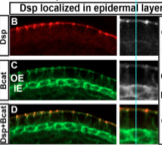 Dsp localized in epidermal layer
B
Dsp
C
Bcat
OE
IE
D
Dsp+Bcat